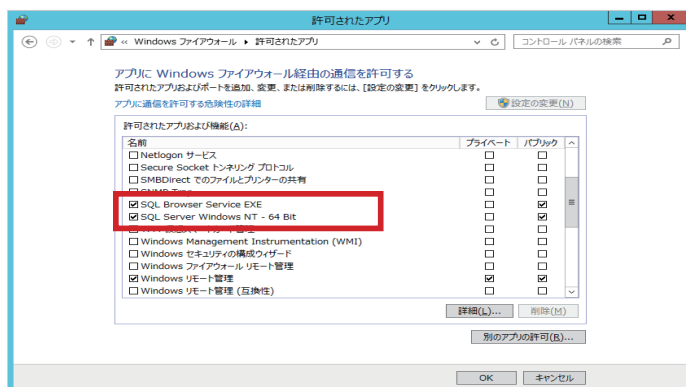 許可されたアプリ
« Windows ファイアウォール ▸ 許可されたアプリ
コントロール パネルの検索
アプリに Windows ファイアウォール経由の通信を許可する
許可されたアプリおよびポートを追加、変更、または削除するには、[設定の変更] をクリックします。
アプリに通信を許可する危険性の詳細
設定の変更(N)
許可されたアプリおよび機能(A):
名前 プライベート パブリック
Netlogon サービス
Secure Socket トンネリング プロトコル
SMBDirect でのファイルとプリンターの共有
SNMP Trap
SQL Browser Service EXE
SQL Server Windows NT - 64 Bit
Windows Management Instrumentation (WMI)
Windows セキュリティの構成ウィザード
Windows ファイアウォール リモート管理
Windows リモート管理
Windows リモート管理 (互換性)
詳細(L)... 削除(M)
別のアプリの許可(R)...
OK キャンセル